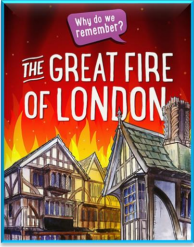 Why do we
remember?
THE GREAT FIRE
OF LONDON